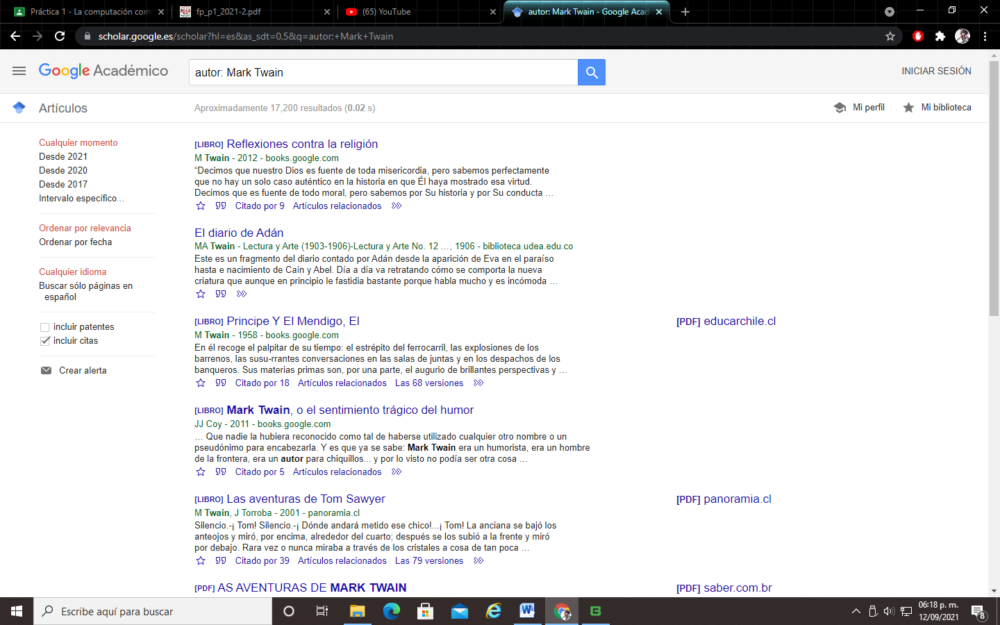 Práctica 1 - La computación com
fp_p1_2021-2.pdf
(65) YouTube
autor: Mark Twain - Google Acad
scholar.google.es/scholar?hl=es&as_sdt=0,5&q=autor:+Mark+Twain
Google Académico
autor: Mark Twain
INICIAR SESIÓN
Artículos
Aproximadamente 17,200 resultados (0.02 s)
Mi perfil
Mi biblioteca
Cualquier momento
Desde 2021
Desde 2020
Desde 2017
Intervalo específico...
Ordenar por relevancia
Ordenar por fecha
Cualquier idioma
Buscar sólo páginas en
español
incluir patentes
incluir citas
Crear alerta
[LIBRO] Reflexiones contra la religión
M Twain - 2012 - books.google.com
“Decimos que nuestro Dios es fuente de toda misericordia, pero sabemos perfectamente
que no hay un solo caso auténtico en la historia en que Él haya mostrado esa virtud.
Decimos que es fuente de todo moral, pero sabemos por Su historia y por Su conducta …
Citado por 9 Artículos relacionados
El diario de Adán
MA Twain - Lectura y Arte (1903-1906)-Lectura y Arte No. 12 …, 1906 - biblioteca.udea.edu.co
Este es un fragmento del diario contado por Adán desde la aparición de Eva en el paraíso
hasta e nacimiento de Caín y Abel. Día a día va retratando cómo se comporta la nueva
criatura que aunque en principio le fastidia bastante porque habla mucho y es incómoda …
[LIBRO] Principe Y El Mendigo, El
[PDF] educarchile.cl
M Twain - 1958 - books.google.com
En él recoge el palpitar de su tiempo: el estrépito del ferrocarril, las explosiones de los
barrenos, las susu-rrantes conversaciones en las salas de juntas y en los despachos de los
banqueros. Sus materias primas son, por una parte, el augurio de brillantes perspectivas y …
Citado por 18 Artículos relacionados Las 68 versiones
[LIBRO] Mark Twain, o el sentimiento trágico del humor
JJ Coy - 2011 - books.google.com
… Que nadie la hubiera reconocido como tal de haberse utilizado cualquier otro nombre o un
pseudónimo para encabezarla. Y es que ya se sabe: Mark Twain era un humorista, era un hombre
de la frontera, era un autor para chiquillos... y por lo visto no podía ser otra cosa …
Citado por 5 Artículos relacionados
[LIBRO] Las aventuras de Tom Sawyer
[PDF] panoramia.cl
M Twain, J Torroba - 2001 - panoramia.cl
Silencio.-¡ Tom! Silencio.-¡ Dónde andará metido ese chico!...¡ Tom! La anciana se bajó los
anteojos y miró, por encima, alrededor del cuarto; después se los subió a la frente y miró
por debajo. Rara vez o nunca miraba a través de los cristales a cosa de tan poca …
Citado por 39 Artículos relacionados Las 79 versiones
[PDF] AS AVENTURAS DE MARK TWAIN
[PDF] saber.com.br
Escribe aquí para buscar
06:18 p. m.
12/09/2021
8